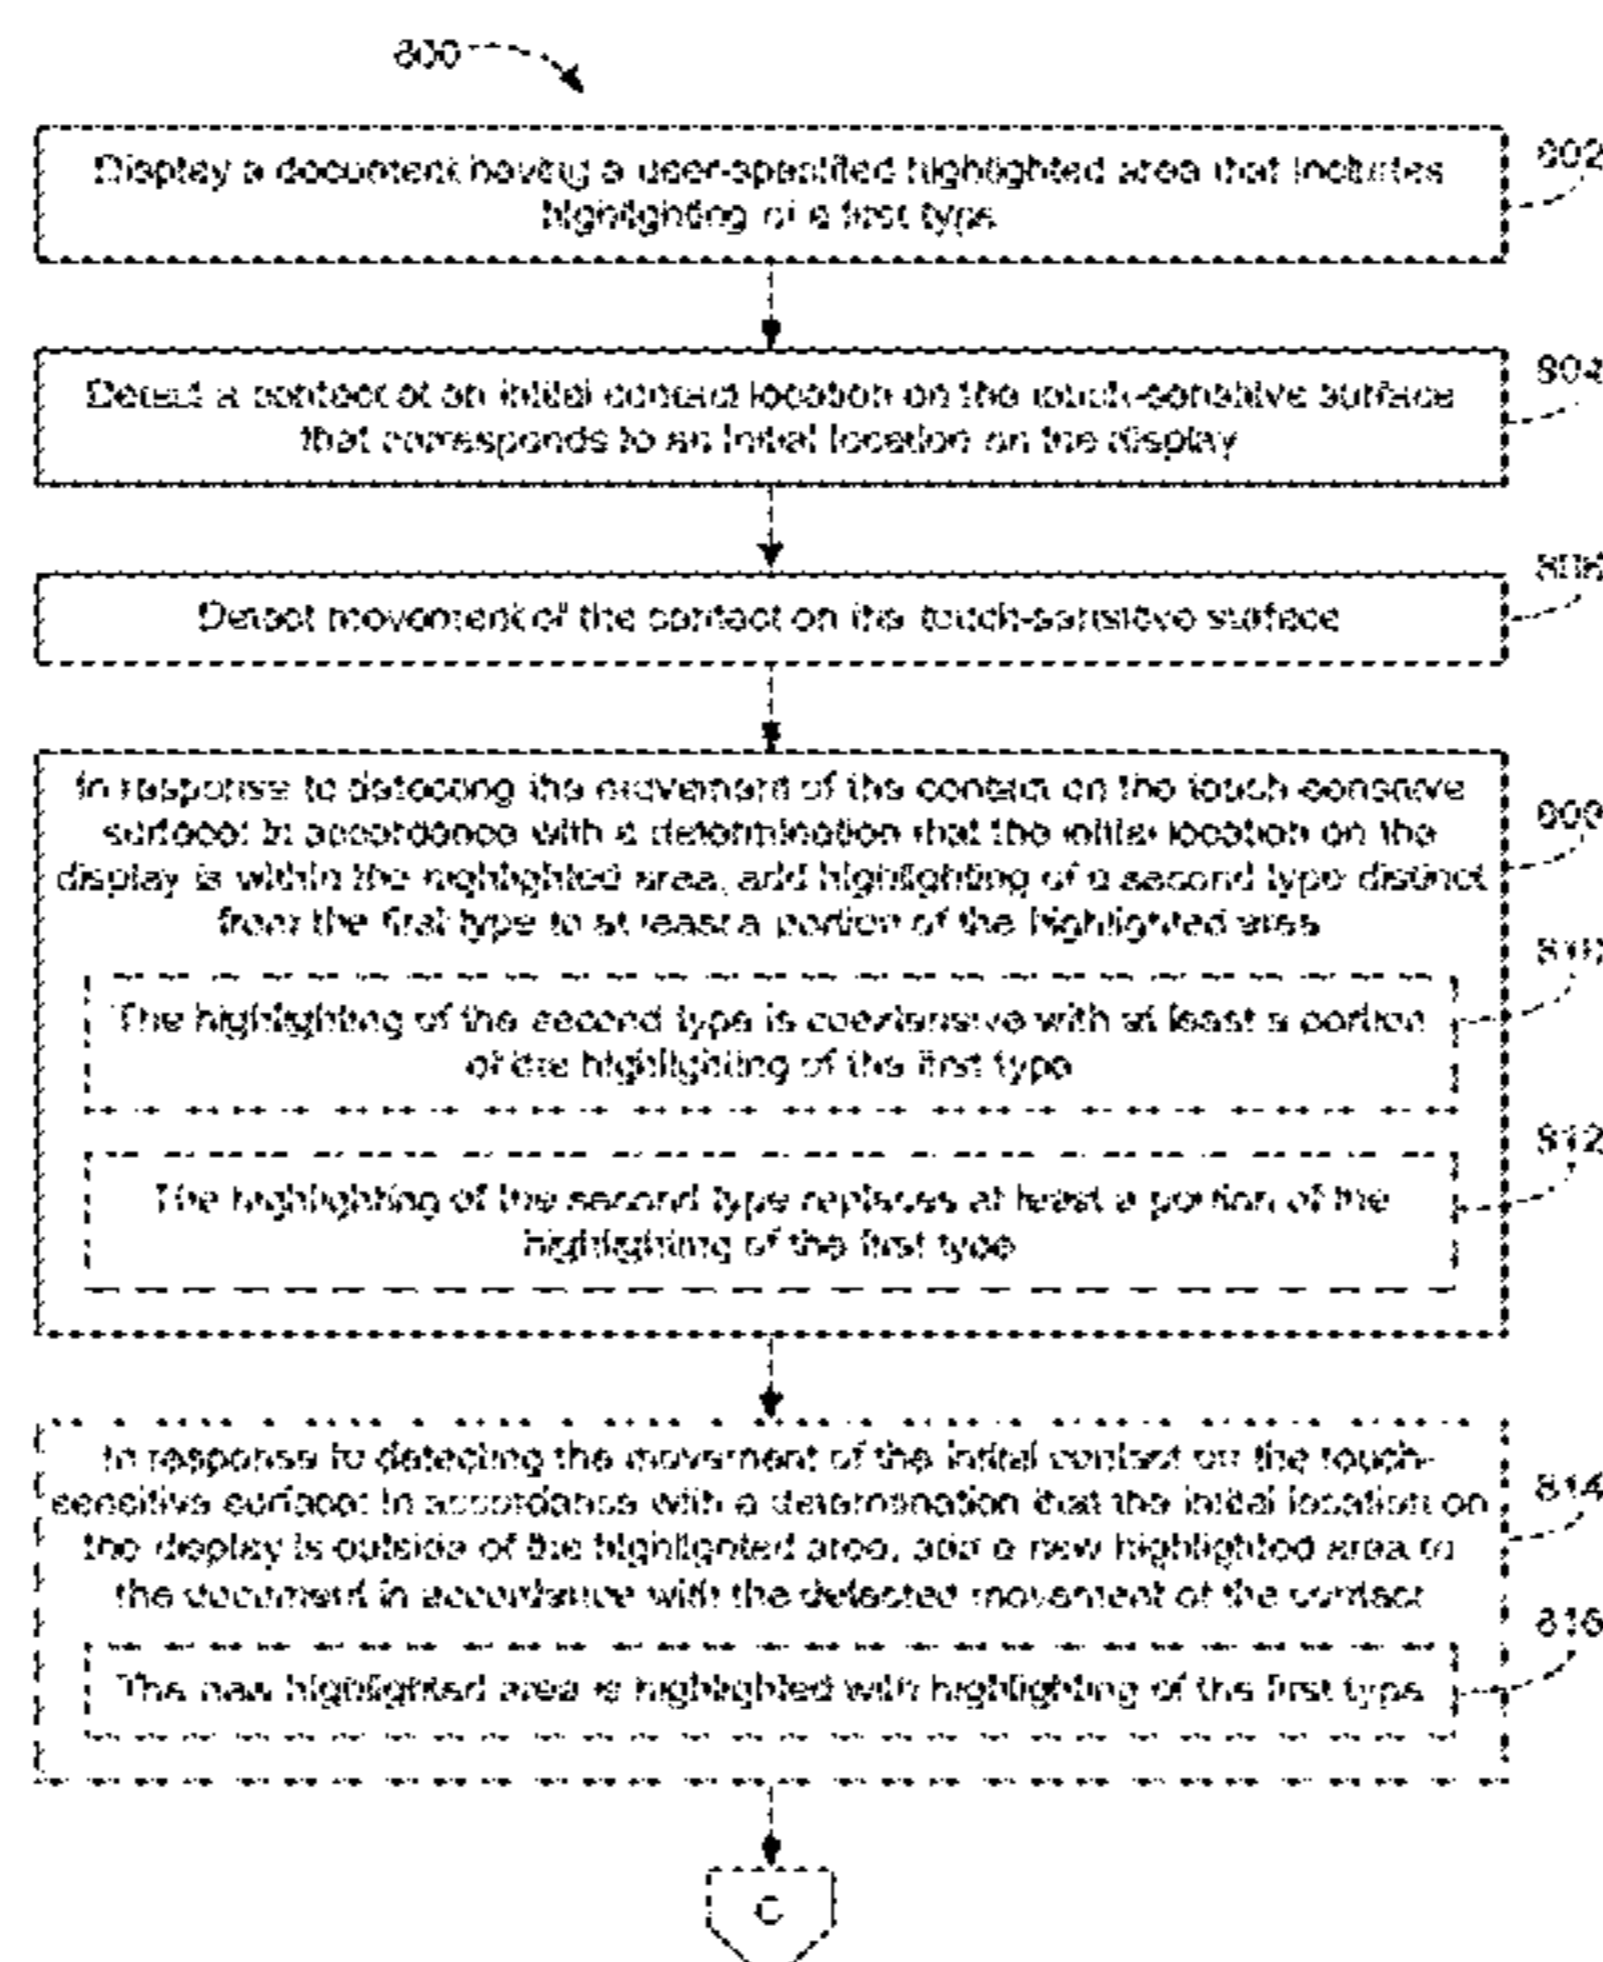 800
Display a document having a user-specified highlighted area that includes
highlighting of a first type
802
Detect a contact at an initial contact location on the touch-sensitive surface
that corresponds to an initial location on the display
804
Detect movement of the contact on the touch-sensitive surface
806
In response to detecting the movement of the contact on the touch-sensitive
surface: in accordance with a determination that the initial location on the
display is within the highlighted area, add highlighting of a second type distinct
from the first type to at least a portion of the highlighted area
808
The highlighting of the second type is coextensive with at least a portion
of the highlighting of the first type
810
The highlighting of the second type replaces at least a portion of the
highlighting of the first type
812
In response to detecting the movement of the initial contact on the touch-
sensitive surface: in accordance with a determination that the initial location on
the display is outside of the highlighted area, add a new highlighted area to
the document in accordance with the detected movement of the contact
814
The new highlighted area is highlighted with highlighting of the first type
816
C